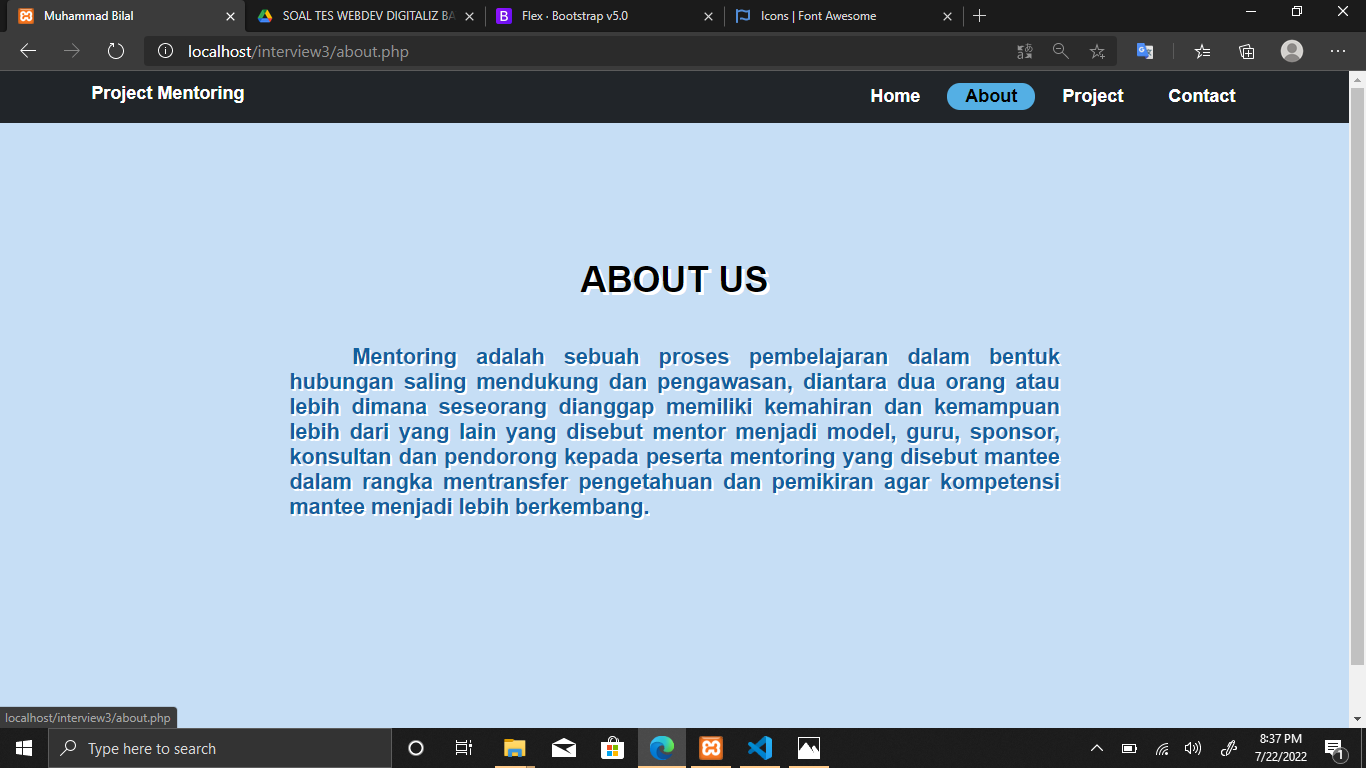 Muhammad Bilal
SOAL TES WEBDEV DIGITALIZ BA
Flex · Bootstrap v5.0
Icons | Font Awesome
localhost/interview3/about.php
Project Mentoring
Home
About
Project
Contact
ABOUT US
Mentoring adalah sebuah proses pembelajaran dalam bentuk
hubungan saling mendukung dan pengawasan, diantara dua orang atau
lebih dimana seseorang dianggap memiliki kemahiran dan kemampuan
lebih dari yang lain yang disebut mentor menjadi model, guru, sponsor,
konsultan dan pendorong kepada peserta mentoring yang disebut mantee
dalam rangka mentransfer pengetahuan dan pemikiran agar kompetensi
mantee menjadi lebih berkembang.
localhost/interview3/about.php
Type here to search
8:37 PM
7/22/2022
1